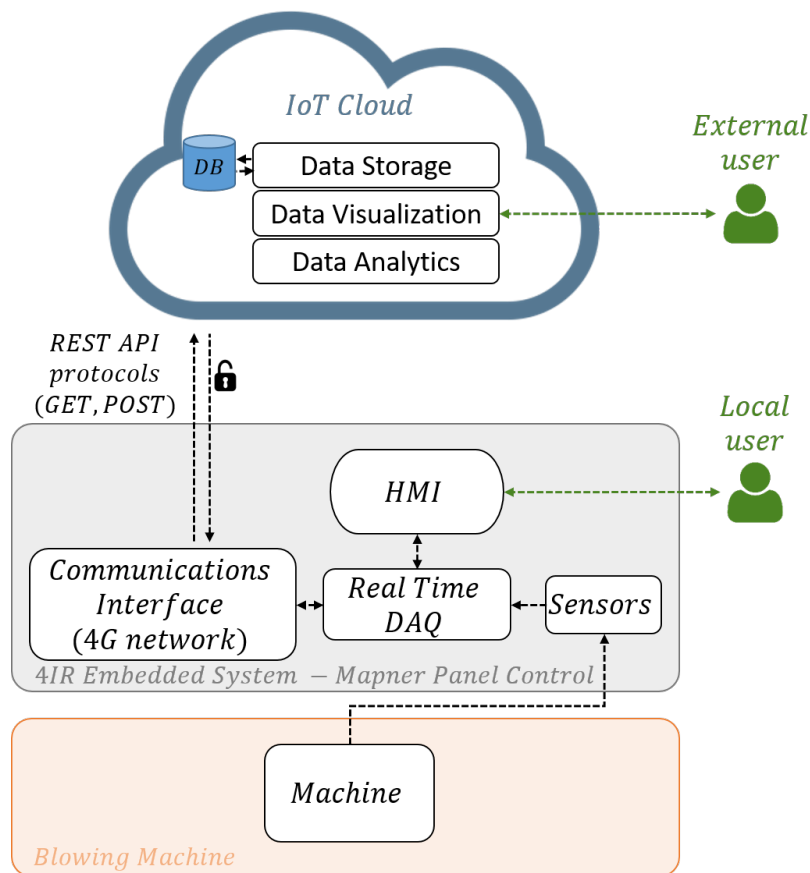 IoT Cloud
External
user
DB
Data Storage
Data Visualization
Data Analytics
REST API
protocols
(GET, POST)
Local
user
HMI
Communications
Interface
(4G network)
Real Time
DAQ
Sensors
4IR Embedded System – Mapner Panel Control
Machine
Blowing Machine